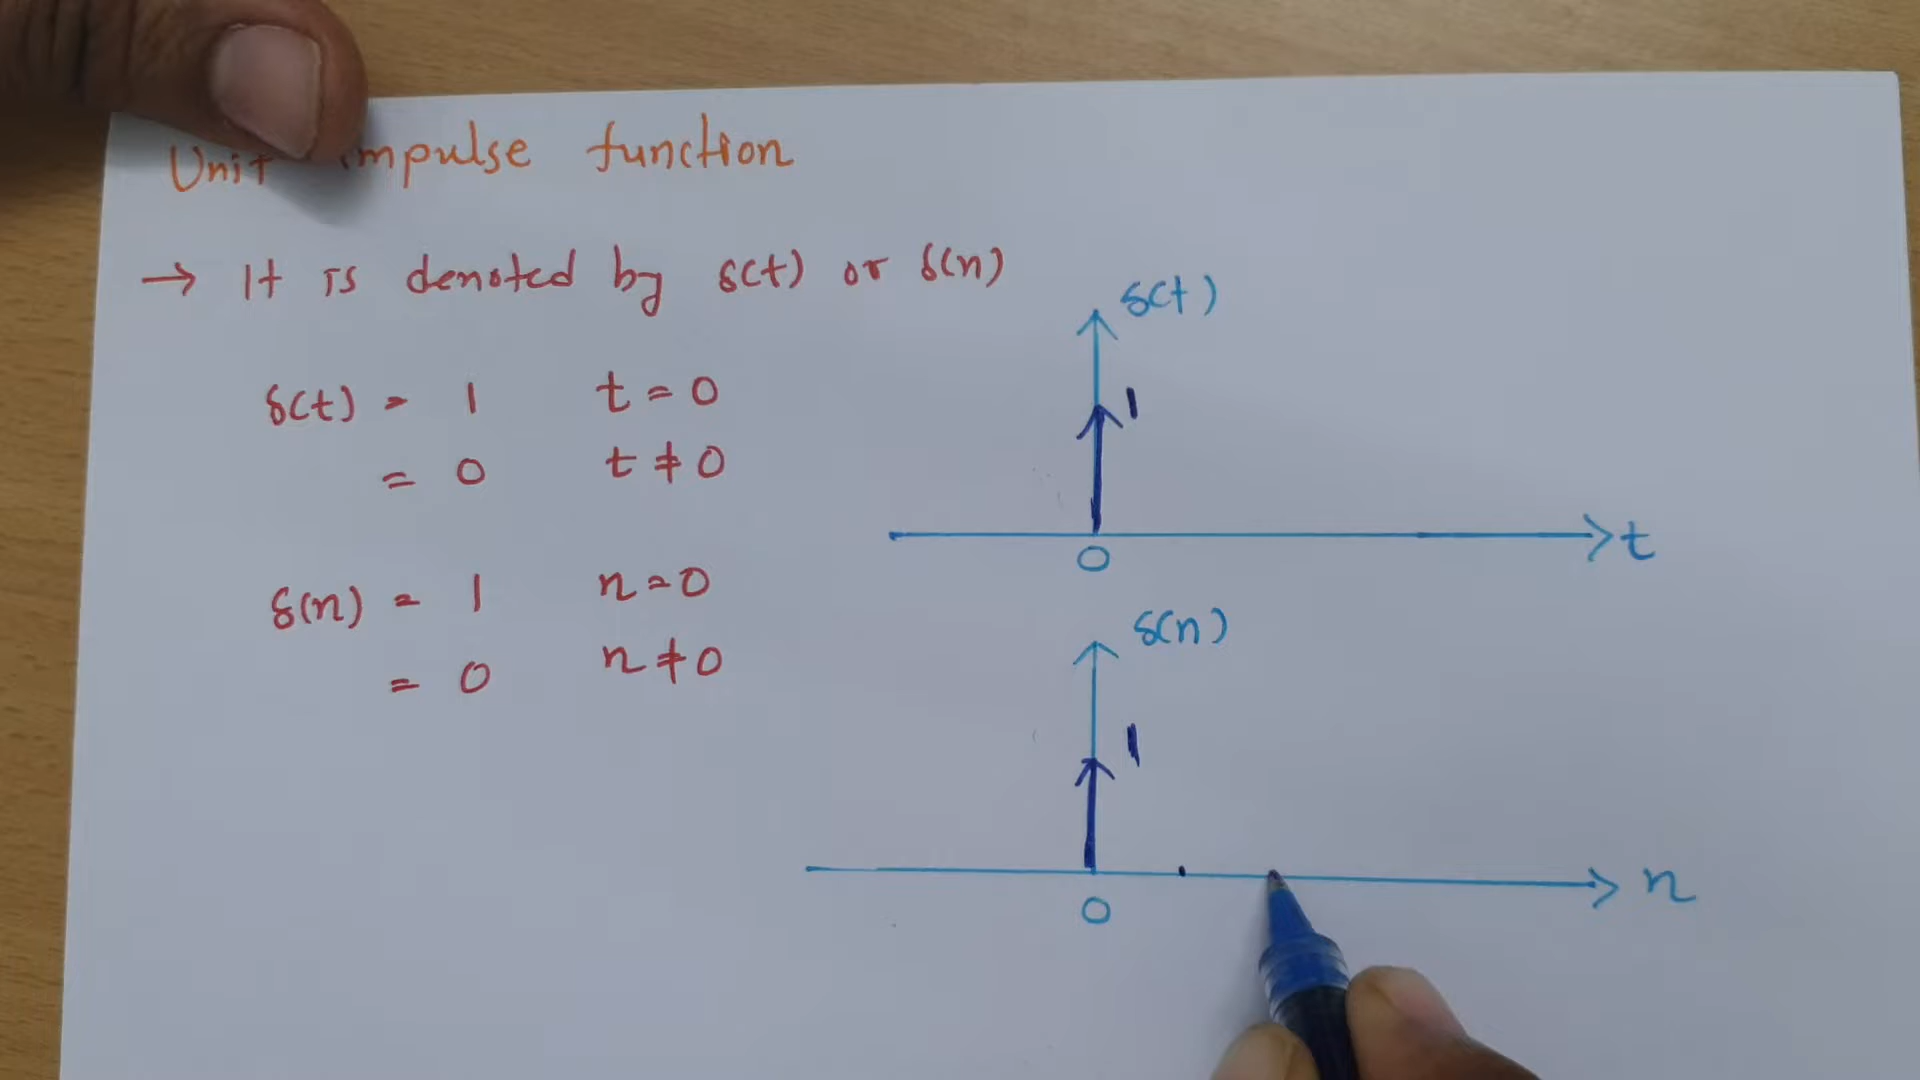 Unit impulse function
→ It is denoted by δ(t) or δ(n)
δ(t) = 1 t = 0
= 0 t ≠ 0
δ(n) = 1 n = 0
= 0 n ≠ 0
δ(t)
1
0
t
δ(n)
1
0
n